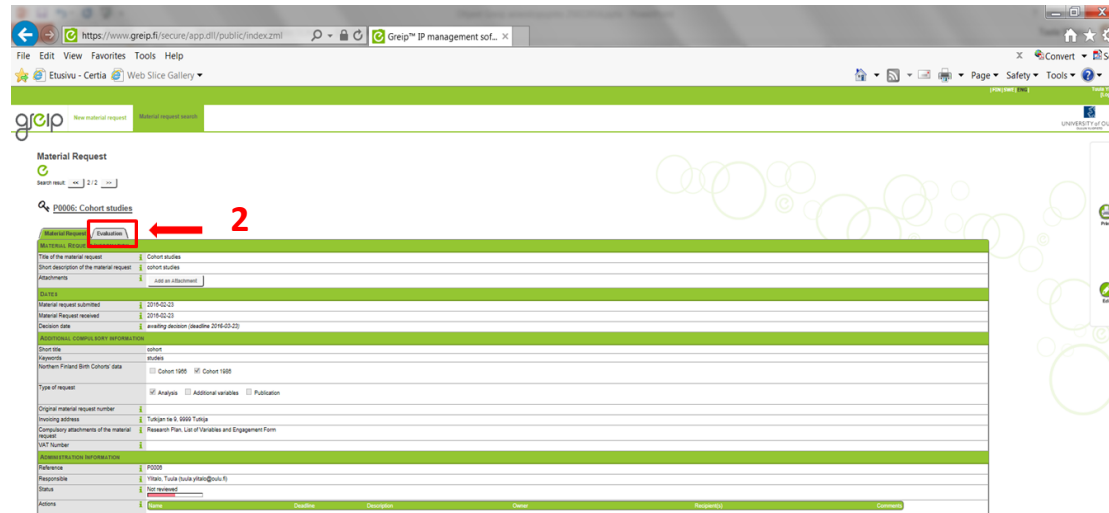 https://www.greip.fi/secure/app.dll/public/index.zml
Greip™ IP management sof...
File Edit View Favorites Tools Help
Convert
Etusivu - Certia Web Slice Gallery
Page Safety Tools
[FIN] [SWE] [ENG]
greip New material request Material request search
UNIVERSITY of OU
Material Request
Search result: << 2 / 2 >>
P0006: Cohort studies
2
Material Request Evaluation
MATERIAL REQUEST
Title of the material request Cohort studies
Short description of the material request cohort studies
Attachments Add an Attachment
DATES
Material request submitted 2016-02-23
Material Request received 2016-02-23
Decision date awaiting decision (deadline 2016-03-23)
ADDITIONAL COMPULSORY INFORMATION
Short title cohort
Keywords studeis
Northern Finland Birth Cohorts' data Cohort 1966 Cohort 1986
Type of request Analysis Additional variables Publication
Original material request number
Invoicing address Tutkijan tie 9, 9999 Tutkija
Compulsory attachments of the material request Research Plan, List of Variables and Engagement Form
VAT Number
ADMINISTRATION INFORMATION
Reference P0006
Responsible Ylitalo, Tuula (tuula.ylitalo@oulu.fi)
Status Not reviewed
Actions Name Deadline Description Owner Recipient(s) Comments